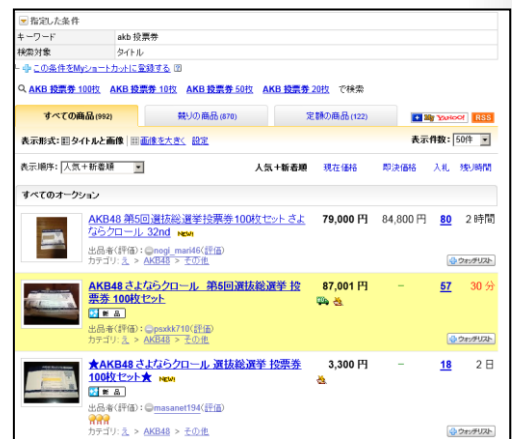 指定した条件
キーワード akb 投票券
検索対象 タイトル
この条件をMyショートカットに登録する
AKB 投票券 100枚 AKB 投票券 10枚 AKB 投票券 50枚 AKB 投票券 20枚 で検索
すべての商品(992) 競りの商品(870) 定額の商品(122) My Yahoo! RSS
表示形式: タイトルと画像 画像を大きく 設定 表示件数: 50件
表示順序: 人気+新着順 人気+新着順 現在価格 即決価格 入札 残り時間
すべてのオークション
AKB48 第5回選抜総選挙投票券100枚セット さよ 79,000 円 84,800 円 80 2 時間
ならクロール 32nd NEW!
出品者(評価): nogi_mari46(評価)
カテゴリ: え > AKB48 > その他
ウォッチリスト
AKB48 さよならクロール 第5回選抜総選挙 投 87,001 円 - 57 30 分
票券 100枚セット
新品
出品者(評価): psxkk710(評価)
カテゴリ: え > AKB48 > その他
ウォッチリスト
★AKB48 さよならクロール 選抜総選挙 投票券 3,300 円 - 18 2 日
100枚セット★ NEW!
新品
出品者(評価): masanet194(評価)
カテゴリ: え > AKB48 > その他
ウォッチリスト